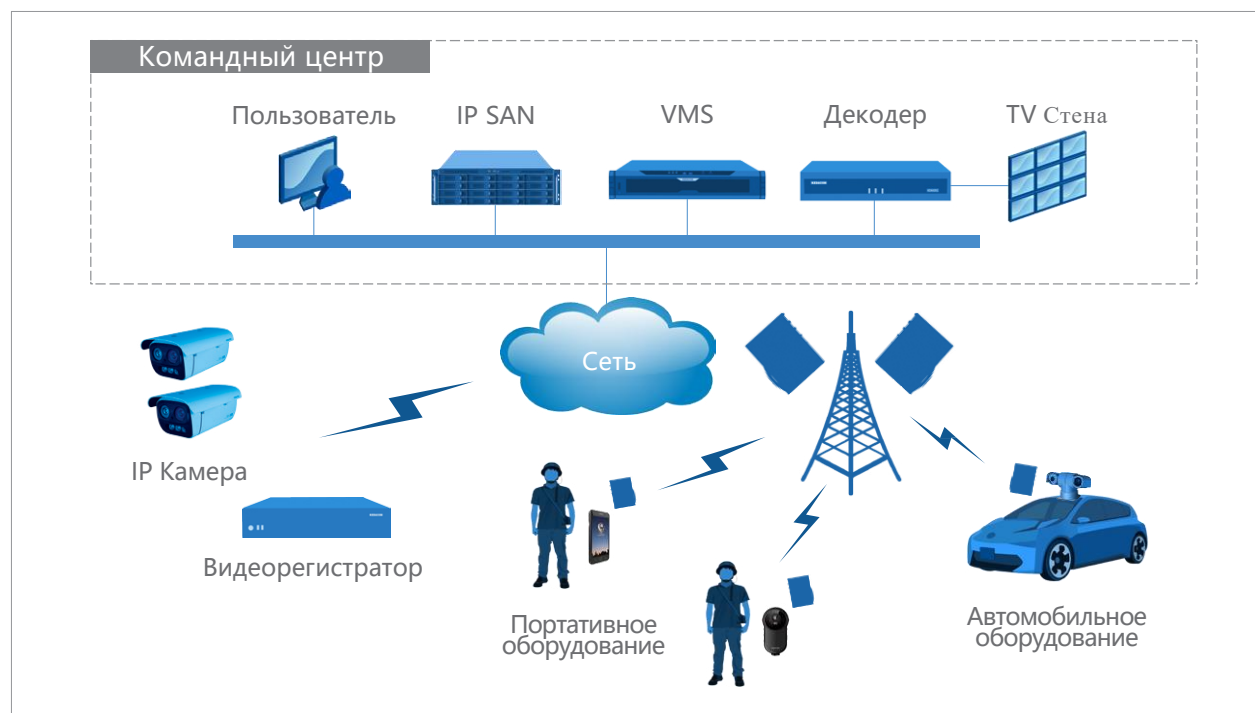 Командный центр
Пользователь
IP SAN
VMS
Декодер
TV Стена
Сеть
IP Камера
Видеорегистратор
Портативное
оборудование
Автомобильное
оборудование